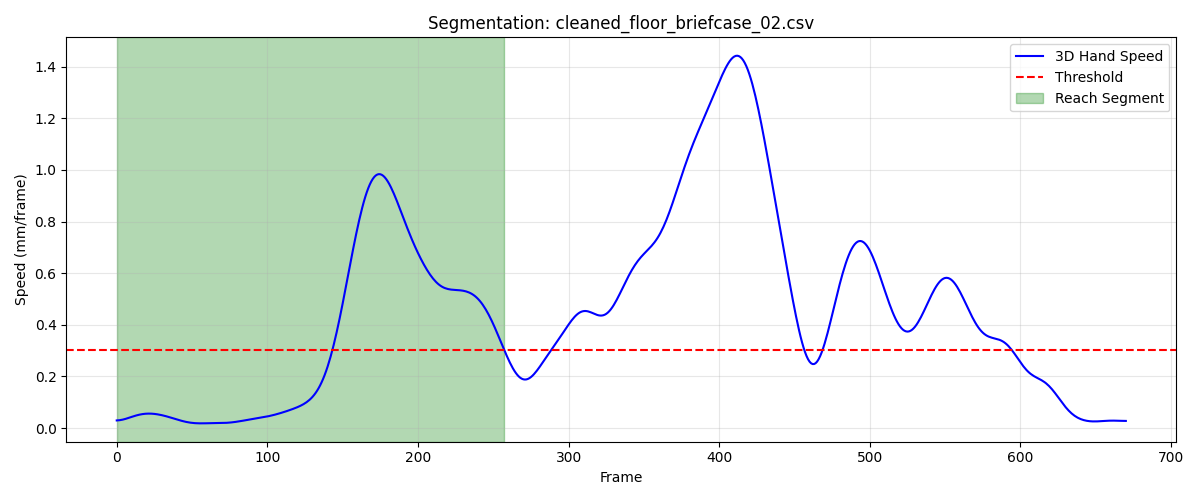 Segmentation: cleaned_floor_briefcase_02.csv
3D Hand Speed
Threshold
Reach Segment
Speed (mm/frame)
1.4
1.2
1.0
0.8
0.6
0.4
0.2
0.0
0 100 200 300 400 500 600 700
Frame